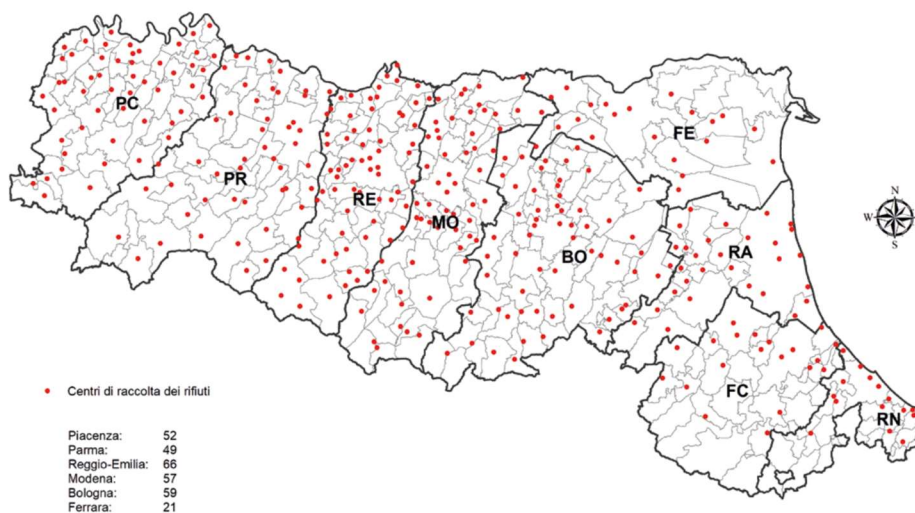 PC
FE
PR
RE
MO
BO
RA
FC
RN
N
W
E
S
Centri di raccolta dei rifiuti
Piacenza: 52
Parma: 49
Reggio-Emilia: 66
Modena: 57
Bologna: 59
Ferrara: 21